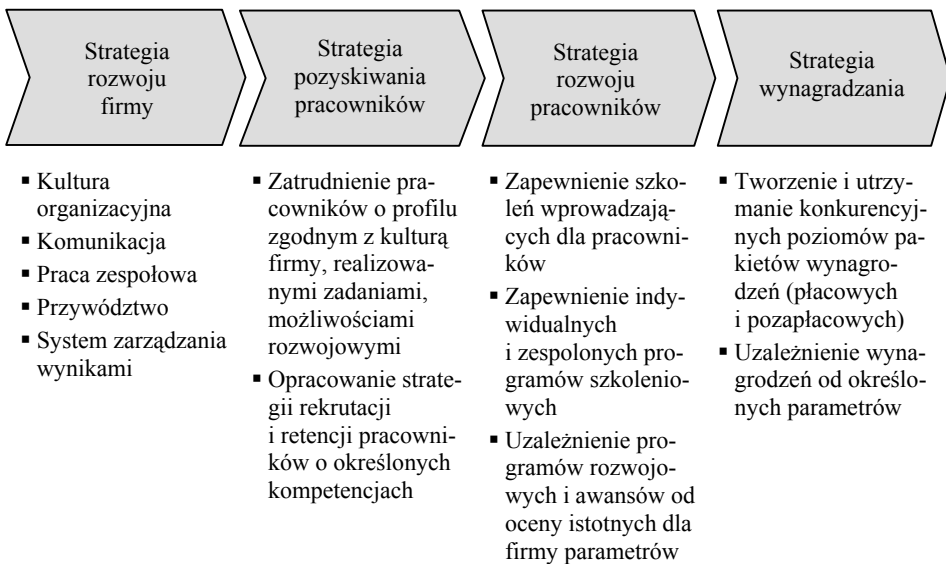 Strategia
rozwoju
firmy
Strategia
pozyskiwania
pracowników
Strategia
rozwoju
pracowników
Strategia
wynagradzania
▪ Kultura
organizacyjna
▪ Komunikacja
▪ Praca zespołowa
▪ Przywództwo
▪ System zarządzania
wynikami
▪ Zatrudnienie pra-
cowników o profilu
zgodnym z kulturą
firmy, realizowa-
nymi zadaniami,
możliwościami
rozwojowymi
▪ Opracowanie strate-
gii rekrutacji
i retencji pracowni-
ków o określonych
kompetencjach
▪ Zapewnienie szko-
leń wprowadzają-
cych dla pracowni-
ków
▪ Zapewnienie indy-
widualnych
i zespolonych pro-
gramów szkolenio-
wych
▪ Uzależnienie pro-
gramów rozwojo-
wych i awansów od
oceny istotnych dla
firmy parametrów
▪ Tworzenie i utrzy-
manie konkurencyj-
nych poziomów pa-
kietów wynagro-
dzeń (płacowych
i pozapłacowych)
▪ Uzależnienie wyna-
grodzeń od określo-
nych parametrów